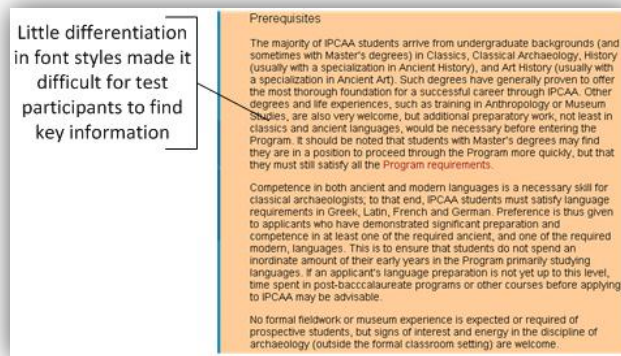 Little differentiation
in font styles made it
difficult for test
participants to find
key information
Prerequisites
The majority of IPCAA students arrive from undergraduate backgrounds (and
sometimes with Master's degrees) in Classics, Classical Archaeology, History
(usually with a specialization in Ancient History), and Art History (usually with
a specialization in Ancient Art). Such degrees have generally proven to offer
the most thorough foundation for a successful career through IPCAA. Other
degrees and life experiences, such as training in Anthropology or Museum
Studies, are also very welcome, but additional preparatory work, not least in
classics and ancient languages, would be necessary before entering the
Program. It should be noted that students with Master's degrees may find
they are in a position to proceed through the Program more quickly, but that
they must still satisfy all the Program requirements.
Competence in both ancient and modern languages is a necessary skill for
classical archaeologists; to that end, IPCAA students must satisfy language
requirements in Greek, Latin, French and German. Preference is thus given
to applicants who have demonstrated significant preparation and
competence in at least one of the required ancient, and one of the required
modern, languages. This is to ensure that students do not spend an
inordinate amount of their early years in the Program primarily studying
languages. If an applicant's language preparation is not yet up to this level,
time spent in post-bacccalaureate programs or other courses before applying
to IPCAA may be advisable.
No formal fieldwork or museum experience is expected or required of
prospective students, but signs of interest and energy in the discipline of
archaeology (outside the formal classroom setting) are welcome.